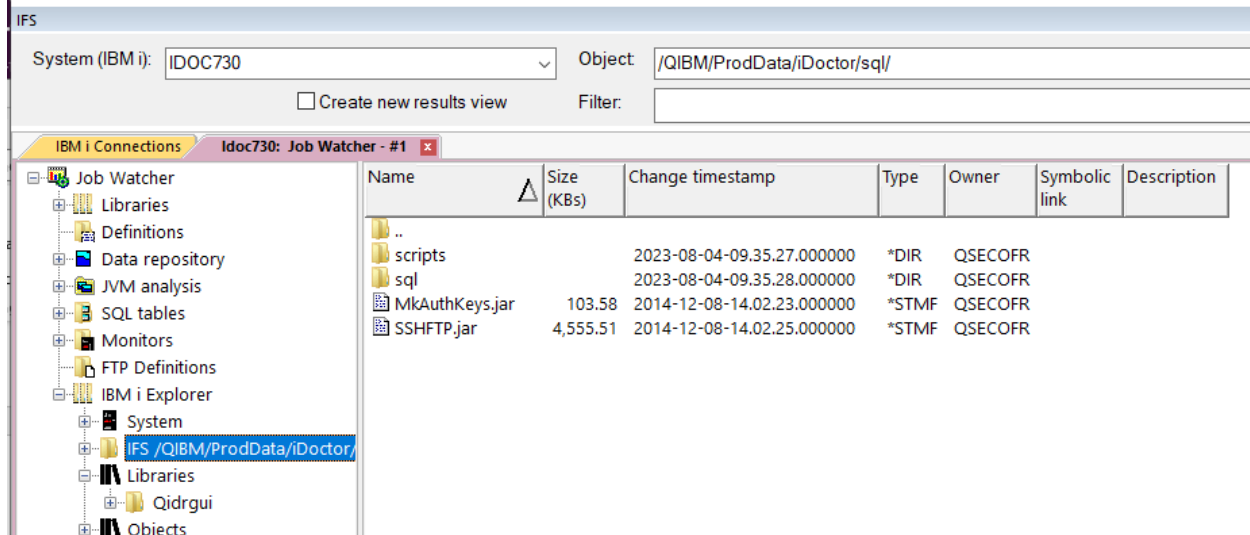 IFS
System (IBM i): IDOC730 Object: /QIBM/ProdData/iDoctor/sql/
Create new results view Filter:
IBM i Connections Idoc730: Job Watcher - #1 x
Job Watcher
Libraries
Definitions
Data repository
JVM analysis
SQL tables
Monitors
FTP Definitions
IBM i Explorer
System
IFS /QIBM/ProdData/iDoctor/
Libraries
Qidrgui
Objects
Name Size (KBs) Change timestamp Type Owner Symbolic link Description
..
scripts 2023-08-04-09.35.27.000000 *DIR QSECOFR
sql 2023-08-04-09.35.28.000000 *DIR QSECOFR
MkAuthKeys.jar 103.58 2014-12-08-14.02.23.000000 *STMF QSECOFR
SSHFTP.jar 4,555.51 2014-12-08-14.02.25.000000 *STMF QSECOFR